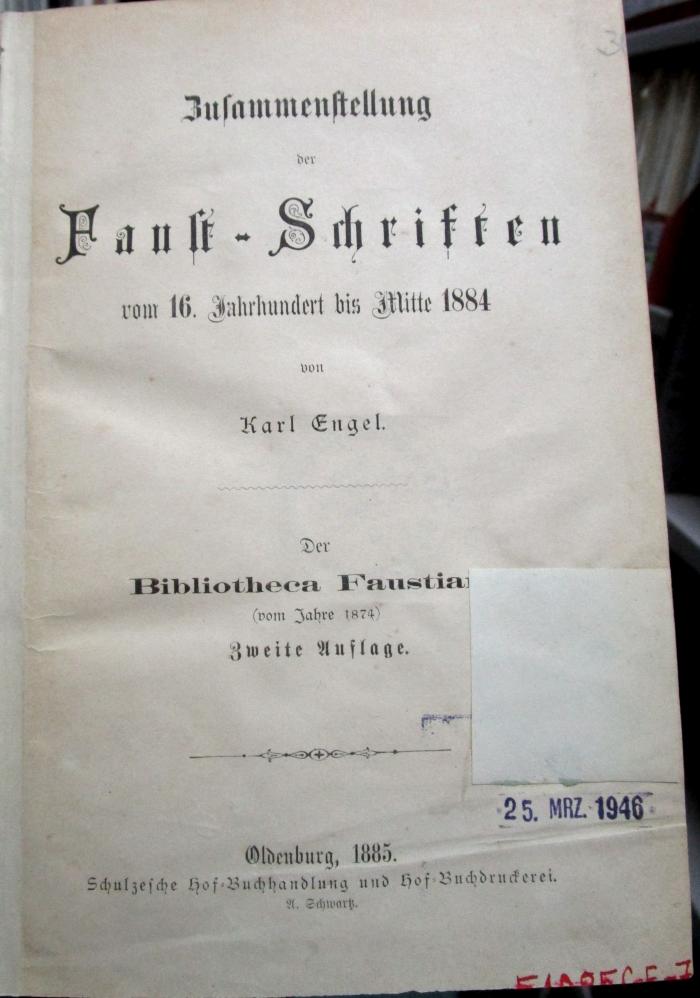 Zusammenstellung
der
Faust-Schriften
vom 16. Jahrhundert bis Mitte 1884
von
Karl Engel.
Der
Bibliotheca
(vom Jahre 1874)
Zweite Auflage.
25. MRZ. 1946
Oldenburg, 1885.
Schulzesche Hof-Buchhandlung und Hof-Buchdruckerei.
A. Schwartz.